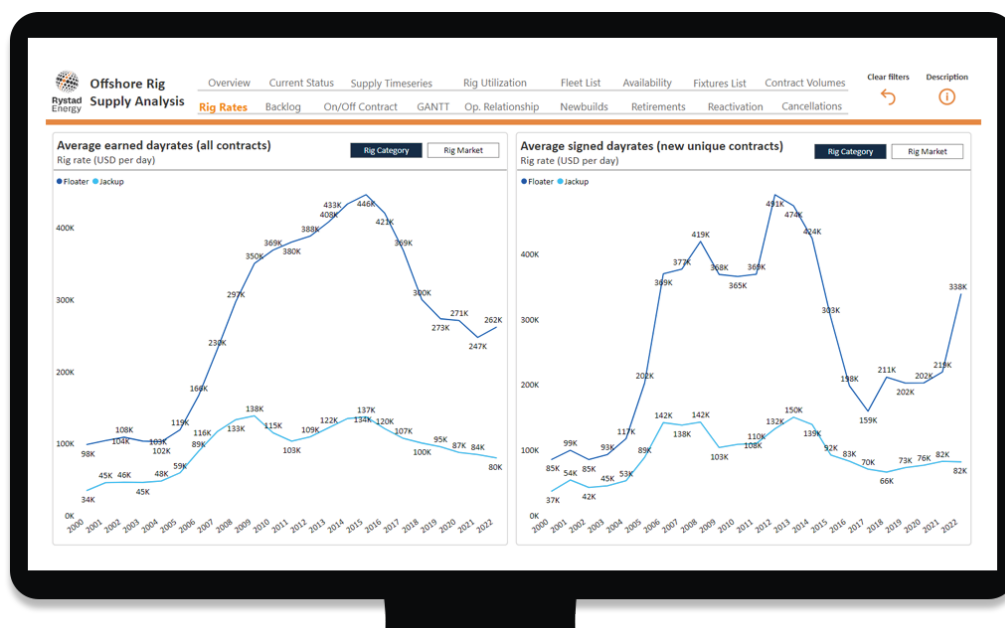 Rystad
Energy
Offshore Rig
Supply Analysis
Overview Current Status Supply Timeseries Rig Utilization Fleet List Availability Fixtures List Contract Volumes
Rig Rates Backlog On/Off Contract GANTT Op. Relationship Newbuilds Retirements Reactivation Cancellations
Clear filters Description
Average earned dayrates (all contracts)
Rig rate (USD per day)
Rig Category Rig Market
Floater Jackup
400K
300K
200K
100K
0K
98K 104K 108K 103K 102K 119K 166K 230K 297K 350K 369K 380K 388K 408K 433K 446K 421K 369K 300K 273K 271K 247K 262K
34K 45K 46K 45K 48K 59K 89K 116K 133K 138K 115K 103K 109K 122K 134K 137K 120K 107K 100K 95K 87K 84K 80K
2000 2001 2002 2003 2004 2005 2006 2007 2008 2009 2010 2011 2012 2013 2014 2015 2016 2017 2018 2019 2020 2021 2022
Average signed dayrates (new unique contracts)
Rig rate (USD per day)
Rig Category Rig Market
Floater Jackup
400K
300K
200K
100K
0K
85K 99K 85K 93K 117K 202K 369K 377K 419K 368K 365K 369K 491K 474K 424K 303K 198K 159K 211K 202K 202K 219K 338K
37K 54K 42K 45K 53K 89K 142K 138K 142K 103K 108K 110K 132K 150K 139K 92K 83K 70K 66K 73K 76K 82K 82K
2000 2001 2002 2003 2004 2005 2006 2007 2008 2009 2010 2011 2012 2013 2014 2015 2016 2017 2018 2019 2020 2021 2022